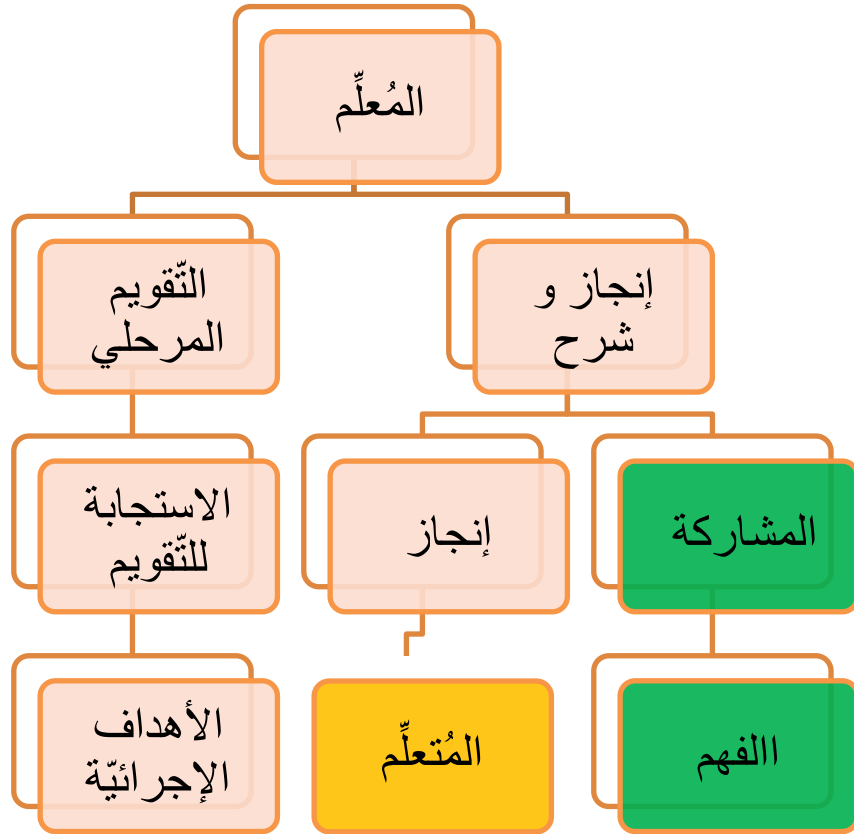 المُعلِّم
إنجاز و
شرح
التّقويم
المرحلي
المشاركة
إنجاز
الاستجابة
للتّقويم
االفهم
المُتعلِّم
الأهداف
الإجرائيّة